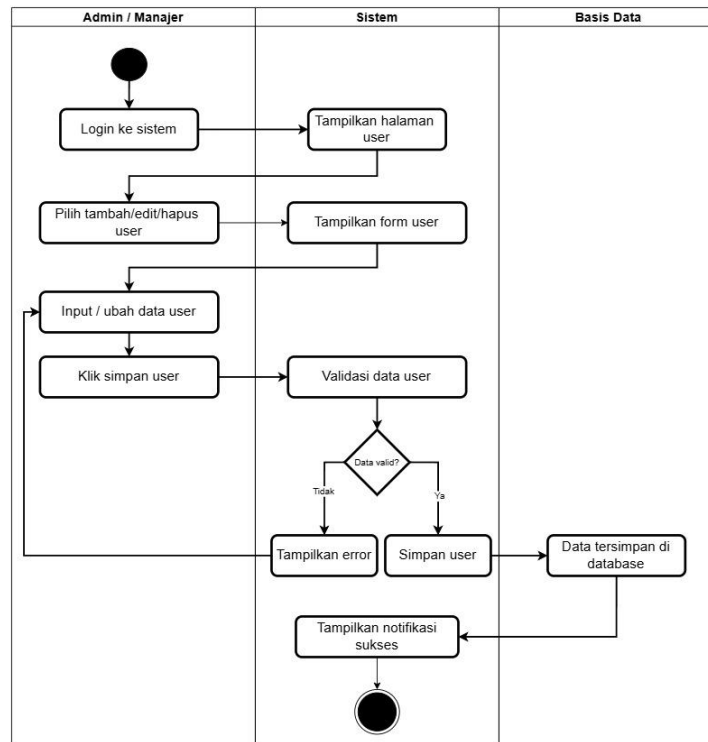 Admin / Manajer
Sistem
Basis Data
Login ke sistem
Tampilkan halaman
user
Pilih tambah/edit/hapus
user
Tampilkan form user
Input / ubah data user
Klik simpan user
Validasi data user
Data valid?
Tidak
Ya
Tampilkan error
Simpan user
Data tersimpan di
database
Tampilkan notifikasi
sukses